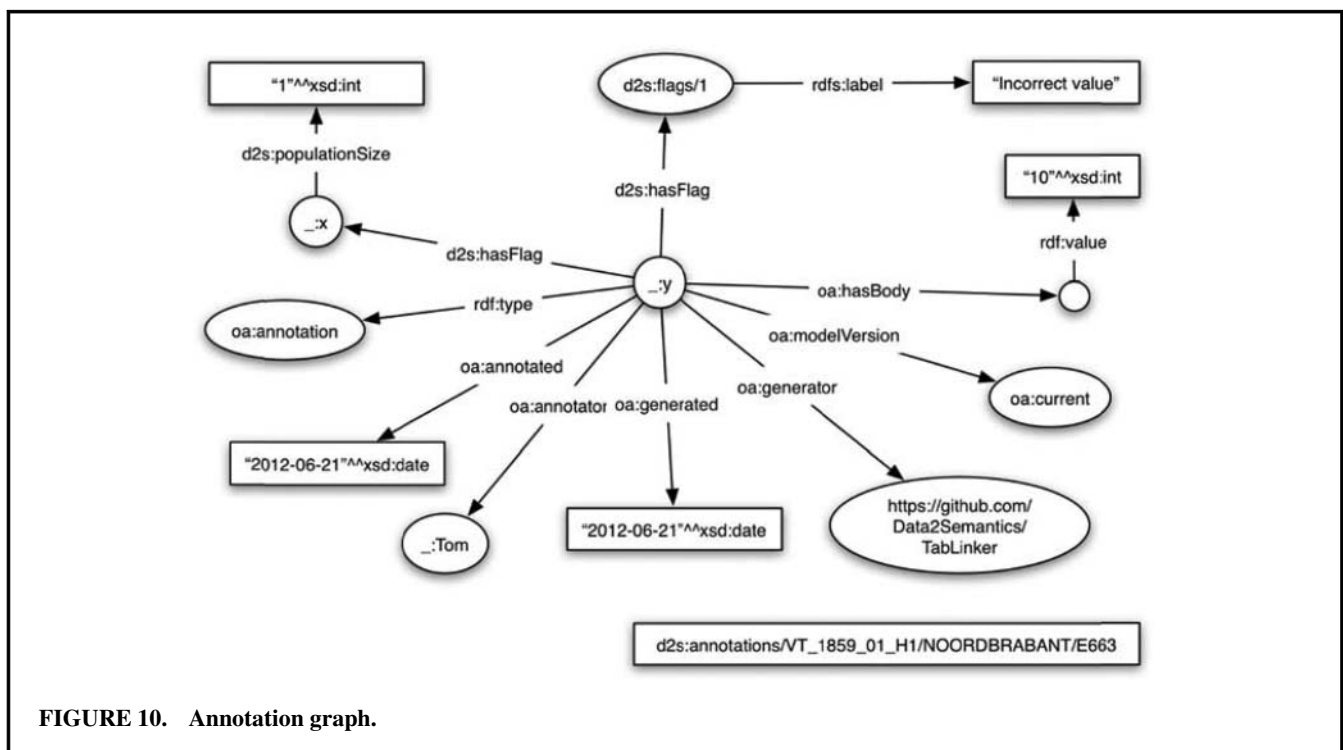 “1”^^xsd:int
d2s:flags/1
rdfs:label
“Incorrect value”
d2s:populationSize
“10”^^xsd:int
d2s:hasFlag
_:x
rdf:value
d2s:hasFlag
_:y
oa:hasBody
rdf:type
oa:annotation
oa:modelVersion
oa:annotated
oa:generator
oa:current
oa:annotator
oa:generated
“2012-06-21”^^xsd:date
https://github.com/
Data2Semantics/
TabLinker
“2012-06-21”^^xsd:date
_:Tom
d2s:annotations/VT_1859_01_H1/NOORDBRABANT/E663
FIGURE 10. Annotation graph.